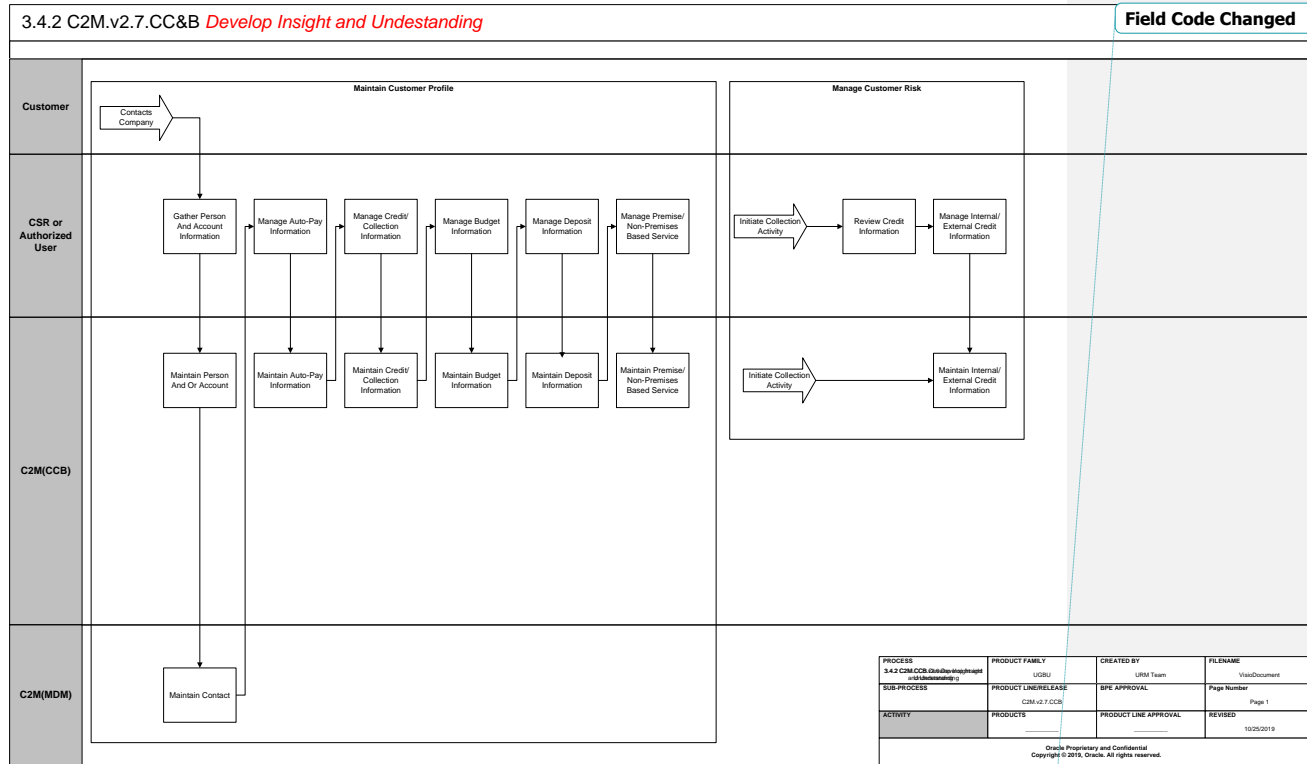 3.4.2 C2M.v2.7.CC&B Develop Insight and Undestanding
Field Code Changed
Customer
Maintain Customer Profile
Manage Customer Risk
Contacts
Company
CSR or
Authorized
User
Gather Person
And Account
Information
Manage Auto-Pay
Information
Manage Credit/
Collection
Information
Manage Budget
Information
Manage Deposit
Information
Manage Premise/
Non-Premises
Based Service
Initiate Collection
Activity
Review Credit
Information
Manage Internal/
External Credit
Information
C2M(CCB)
Maintain Person
And Or Account
Maintain Auto-Pay
Information
Maintain Credit/
Collection
Information
Maintain Budget
Information
Maintain Deposit
Information
Maintain Premise/
Non-Premises
Based Service
Initiate Collection
Activity
Maintain Internal/
External Credit
Information
C2M(MDM)
Maintain Contact
PROCESS
3.4.2 C2M.CCB.
PRODUCT FAMILY
UGBU
CREATED BY
URM Team
FILENAME
VisioDocument
SUB-PROCESS
PRODUCT LINE/RELEASE
C2M.v2.7.CCB
BPE APPROVAL
Page Number
Page 1
ACTIVITY
PRODUCTS
PRODUCT LINE APPROVAL
REVISED
10/25/2019
Oracle Proprietary and Confidential
Copyright © 2019, Oracle. All rights reserved.